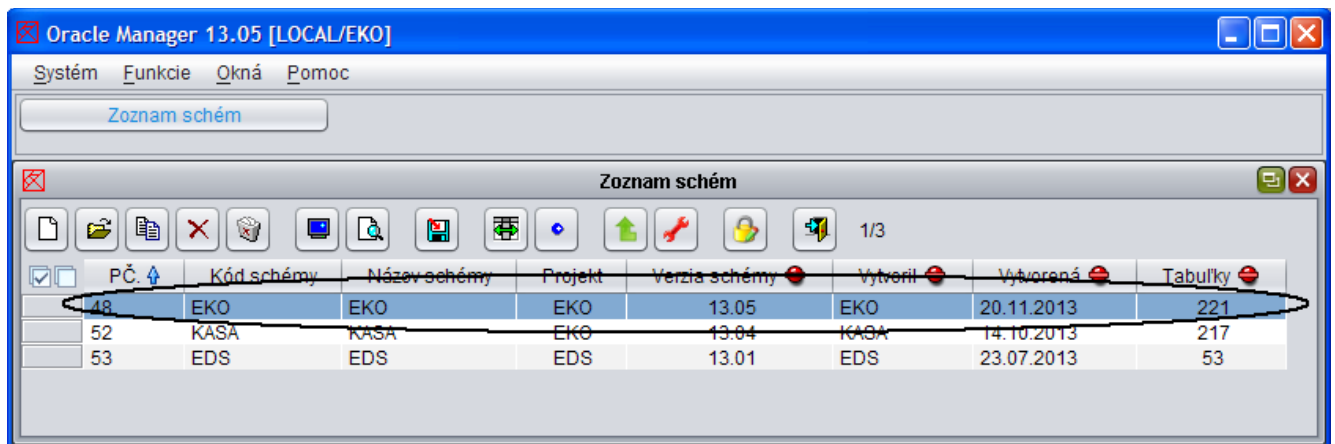 Oracle Manager 13.05 [LOCAL/EKO]
Systém Funkcie Okná Pomoc
Zoznam schém
Zoznam schém
1/3
PČ. Kód schémy Názov schémy Projekt Verzia schémy Vytvoril Vytvorená Tabuľky
48 EKO EKO EKO 13.05 EKO 20.11.2013 221
52 KASA KASA EKO 13.04 KASA 14.10.2013 217
53 EDS EDS EDS 13.01 EDS 23.07.2013 53